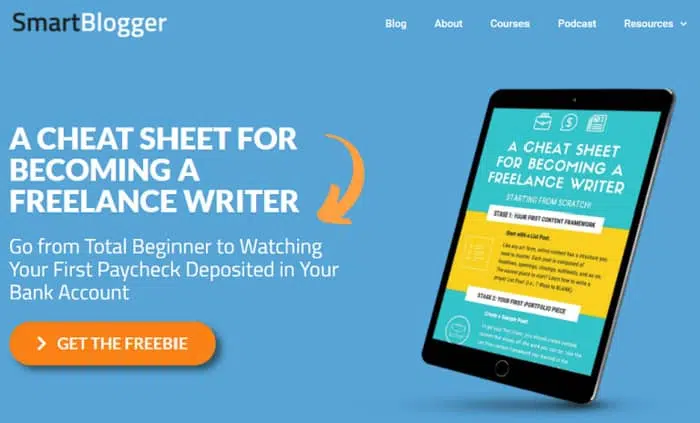 SmartBlogger
Blog About Courses Podcast Resources
A CHEAT SHEET FOR
BECOMING A
FREELANCE WRITER
Go from Total Beginner to Watching
Your First Paycheck Deposited in Your
Bank Account
GET THE FREEBIE
A CHEAT SHEET
FOR BECOMING A
FREELANCE WRITER
STARTING FROM SCRATCH!
STAGE 1: YOUR FIRST CONTENT FRAMEWORK
Start with a List Post
STAGE 2: YOUR FIRST PORTFOLIO PIECE
Create a Sample Post